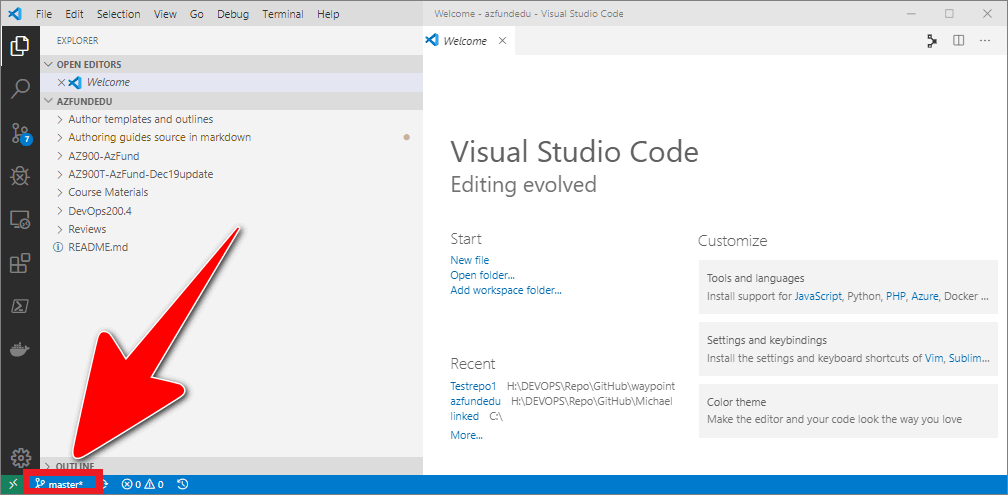 File Edit Selection View Go Debug Terminal Help
Welcome - azfundedu - Visual Studio Code
EXPLORER
OPEN EDITORS
Welcome
AZFUNDEDU
Author templates and outlines
Authoring guides source in markdown
AZ900-AzFund
AZ900T-AzFund-Dec19update
Course Materials
DevOps200.4
Reviews
README.md
7
OUTLINE
master*
0 0
Welcome
Visual Studio Code
Editing evolved
Start
New file
Open folder...
Add workspace folder...
Recent
Testrepo1 H:\DEVOPS\Repo\GitHub\waypoint
azfundedu H:\DEVOPS\Repo\GitHub\Michael
linked C:\
More...
Customize
Tools and languages
Install support for JavaScript, Python, PHP, Azure, Docker ...
Settings and keybindings
Install the settings and keyboard shortcuts of Vim, Sublim...
Color theme
Make the editor and your code look the way you love